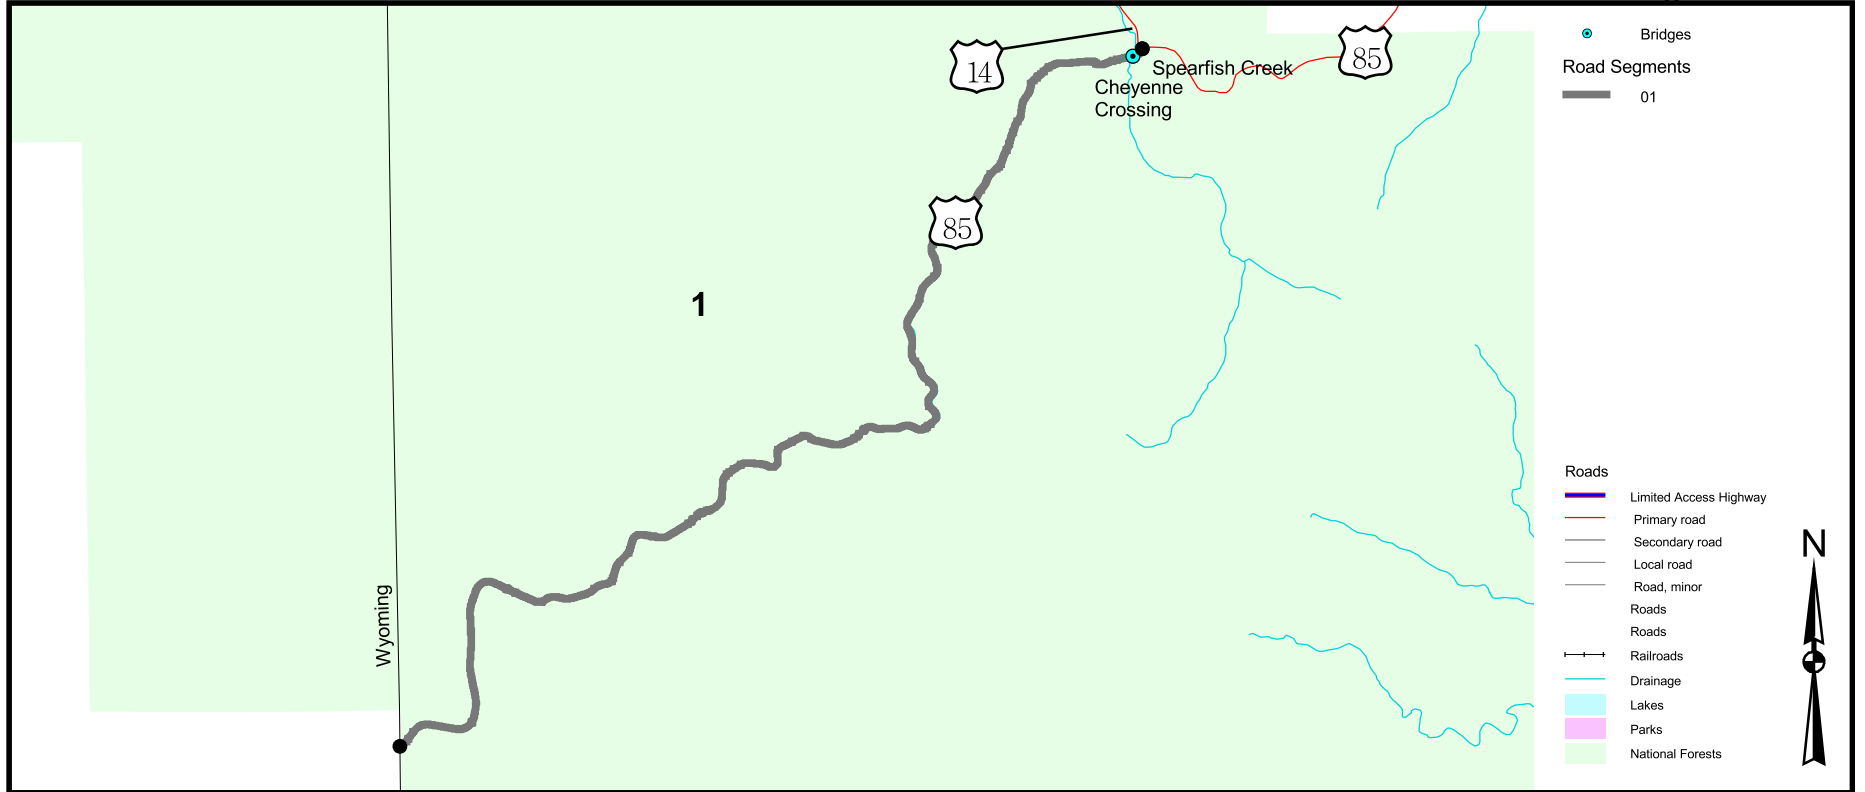 14
85
85
Spearfish Creek
Cheyenne
Crossing
1
Wyoming
Bridges
Road Segments
01
Roads
Limited Access Highway
Primary road
Secondary road
Local road
Road, minor
Roads
Roads
Railroads
Drainage
Lakes
Parks
National Forests
N